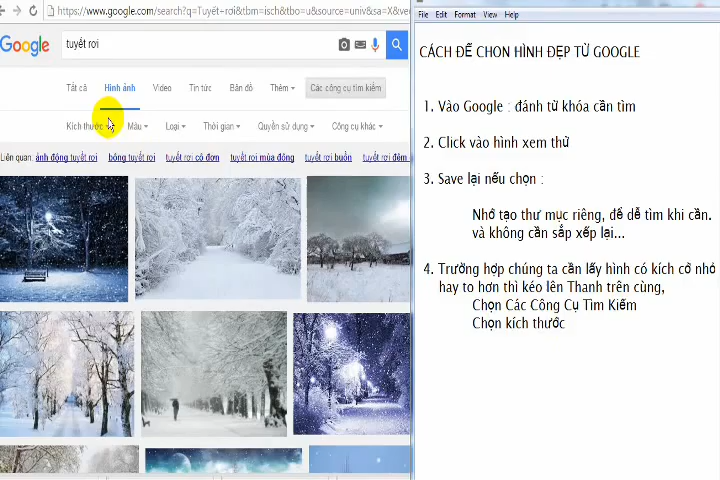 https://www.google.com/search?q=Tuyết+roi&tbm=isch&tbo=u&source=univ&sa=X&ve
Google
tuyết roi
Tất cả Hình ảnh Video Tin tức Bản đồ Thêm Các công cụ tìm kiếm
Kích thước Màu Loại Thời gian Quyền sử dụng Công cụ khác
Liên quan: ảnh động tuyết rơi bông tuyết rơi tuyết rơi cô đơn tuyết rơi mùa đông tuyết rơi buồn tuyết rơi đêm
File Edit Format View Help
CÁCH ĐỂ CHON HÌNH ĐẸP TỪ GOOGLE
1. Vào Google : đánh từ khóa cần tìm
2. Click vào hình xem thử
3. Save lại nếu chọn :
Nhớ tạo thư mục riêng, để dễ tìm khi cần.
và không cần sắp xếp lại...
4. Trường hợp chúng ta cần lấy hình có kích cỡ nhỏ
hay to hơn thì kéo lên Thanh trên cùng,
Chọn Các Công Cụ Tìm Kiếm
Chọn kích thước